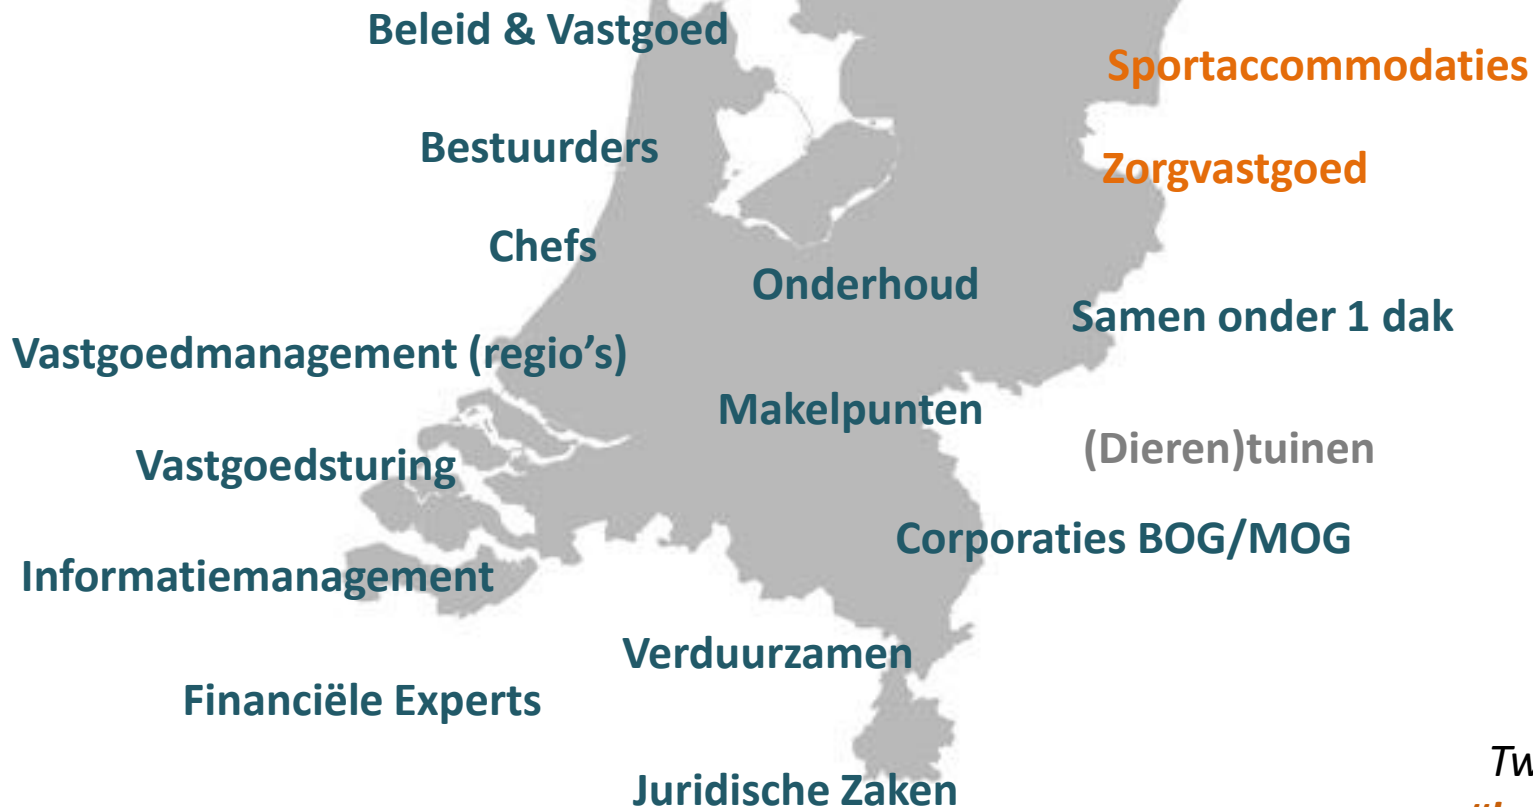 Beleid & Vastgoed
Sportaccommodaties
Bestuurders
Zorgvastgoed
Chefs
Onderhoud
Samen onder 1 dak
Vastgoedmanagement (regio’s)
Makelpunten
(Dieren)tuinen
Vastgoedsturing
Corporaties BOG/MOG
Informatiemanagement
Verduurzamen
Financiële Experts
Juridische Zaken